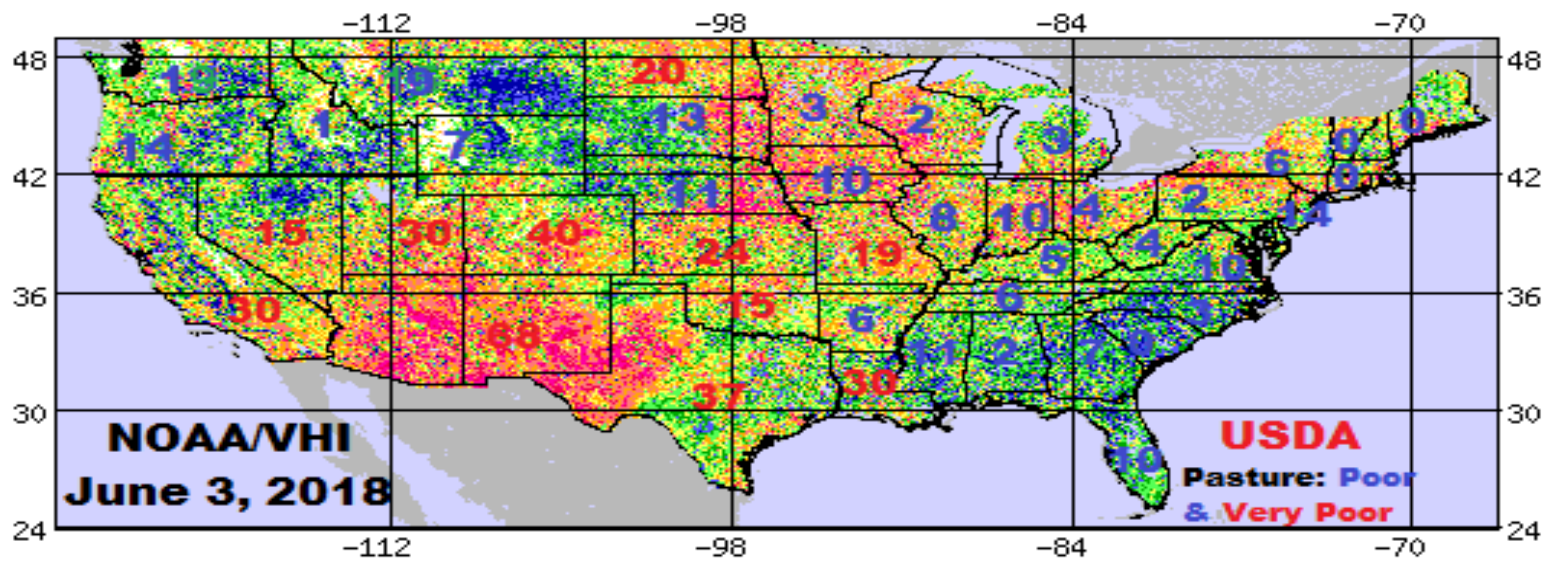 -112 -98 -84 -70
48 19 19 20 48
3 2
14 1 7 13 3 0 0
42 11 10 6 0 42
15 30 40 24 19 8 10 4 2 14
5 4 10
36 30 15 6 6 3 36
68 11 2 7 9
37 30
30 30
NOAA/VHI
June 3, 2018
10
USDA
Pasture: Poor
& Very Poor
24 24
-112 -98 -84 -70